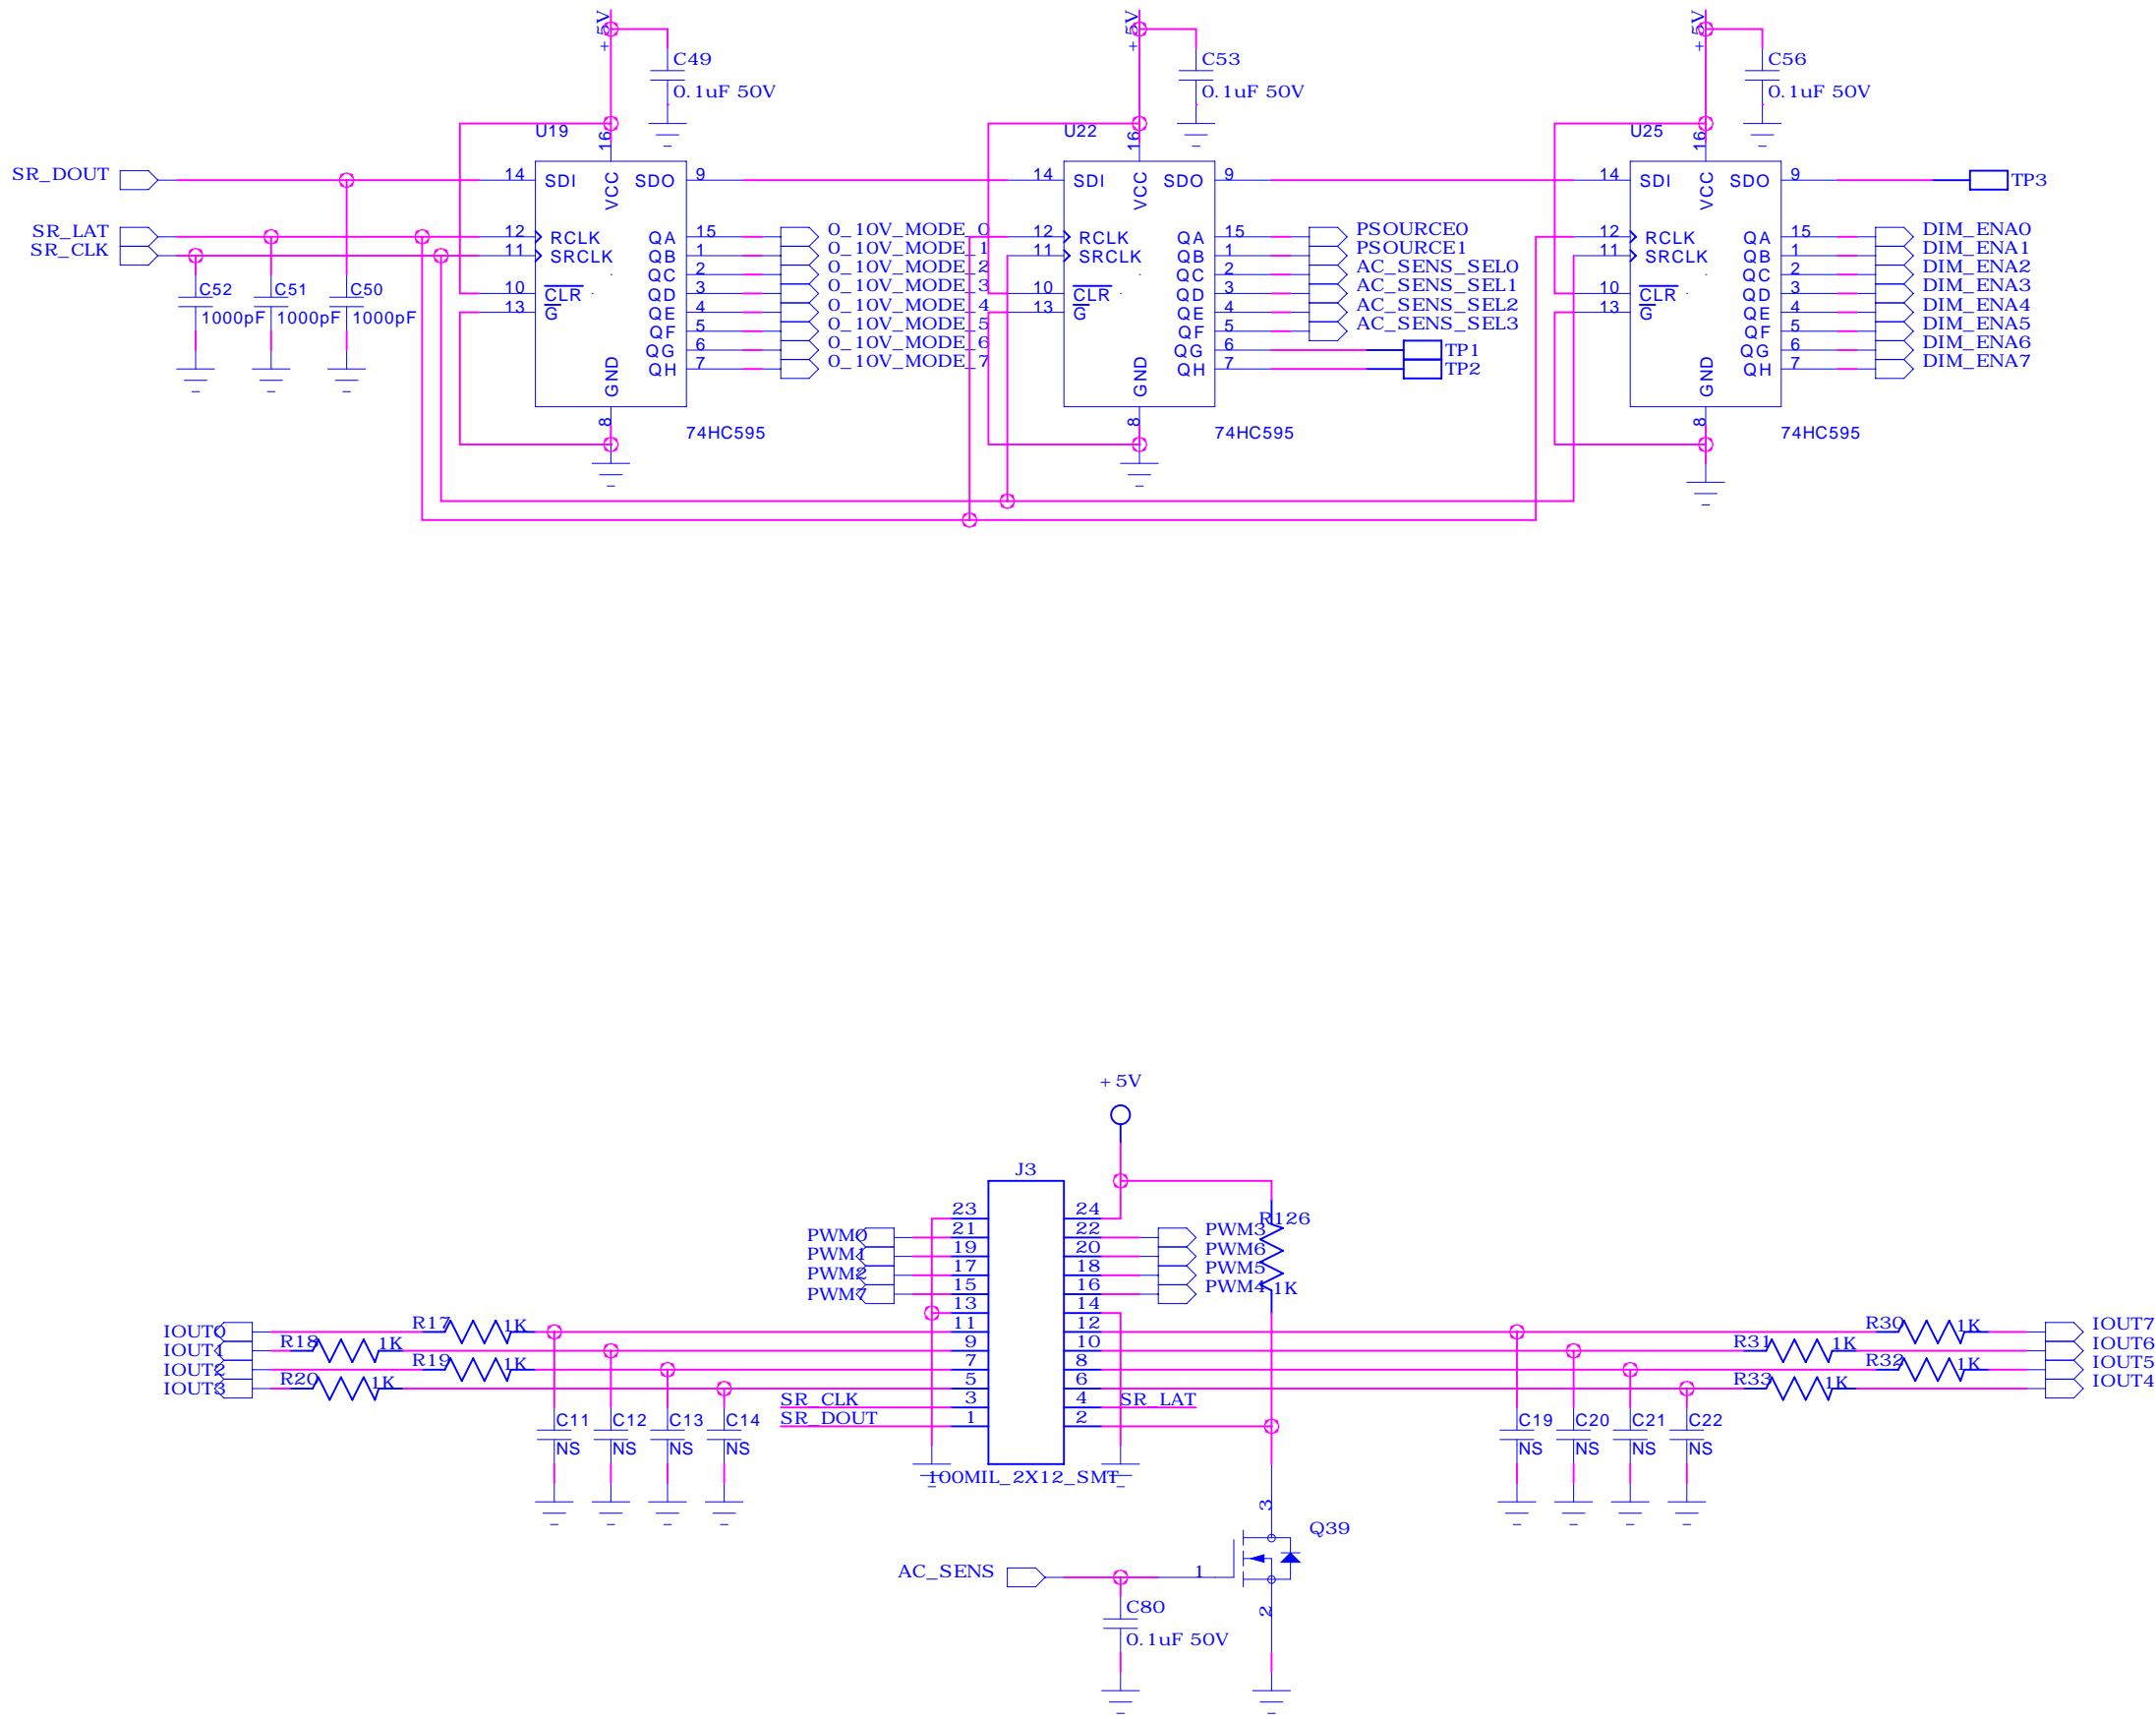 +5V
C49
0.1uF 50V
+5V
C53
0.1uF 50V
+5V
C56
0.1uF 50V
U19
16
U22
16
U25
16
SR_DOUT
14 SDI VCC SDO 9
14 SDI VCC SDO 9
14 SDI VCC SDO 9
TP3
SR_LAT
12 RCLK QA 15 0_10V_MODE_0
12 RCLK QA 15 PSOURCE0
12 RCLK QA 15 DIM_ENA0
SR_CLK
11 SRCLK QB 1 0_10V_MODE_1
11 SRCLK QB 1 PSOURCE1
11 SRCLK QB 1 DIM_ENA1
QC 2 0_10V_MODE_2
QC 2 AC_SENS_SEL0
QC 2 DIM_ENA2
10 CLR QD 3 0_10V_MODE_3
10 CLR QD 3 AC_SENS_SEL1
10 CLR QD 3 DIM_ENA3
13 G QE 4 0_10V_MODE_4
13 G QE 4 AC_SENS_SEL2
13 G QE 4 DIM_ENA4
QF 5 0_10V_MODE_5
QF 5 AC_SENS_SEL3
QF 5 DIM_ENA5
QG 6 0_10V_MODE_6
QG 6 TP1
QG 6 DIM_ENA6
QH 7 0_10V_MODE_7
QH 7 TP2
QH 7 DIM_ENA7
C52
1000pF
C51
1000pF
C50
1000pF
GND
8
74HC595
GND
8
74HC595
GND
8
74HC595
+5V
J3
23 24
R126
1K
PWM0 21 22 PWM3
PWM1 19 20 PWM6
PWM2 17 18 PWM5
PWM7 15 16 PWM4
13 14
IOUT0 R17 1K 11 12 R30 1K IOUT7
IOUT1 R18 1K 9 10 R31 1K IOUT6
IOUT2 R19 1K 7 8 R32 1K IOUT5
IOUT3 R20 1K 5 6 R33 1K IOUT4
SR_CLK 3 4 SR_LAT
SR_DOUT 1 2
C11
NS
C12
NS
C13
NS
C14
NS
C19
NS
C20
NS
C21
NS
C22
NS
100MIL_2X12_SMT
3
Q39
AC_SENS
1
2
C80
0.1uF 50V